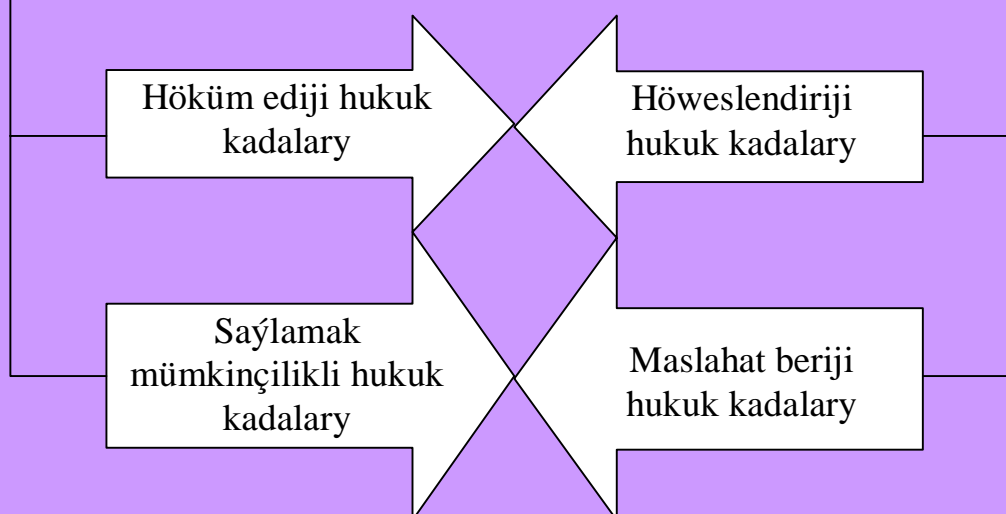 Höküm ediji hukuk
kadalary
Höweslendiriji
hukuk kadalary
Saýlamak
mümkinçilikli hukuk
kadalary
Maslahat beriji
hukuk kadalary